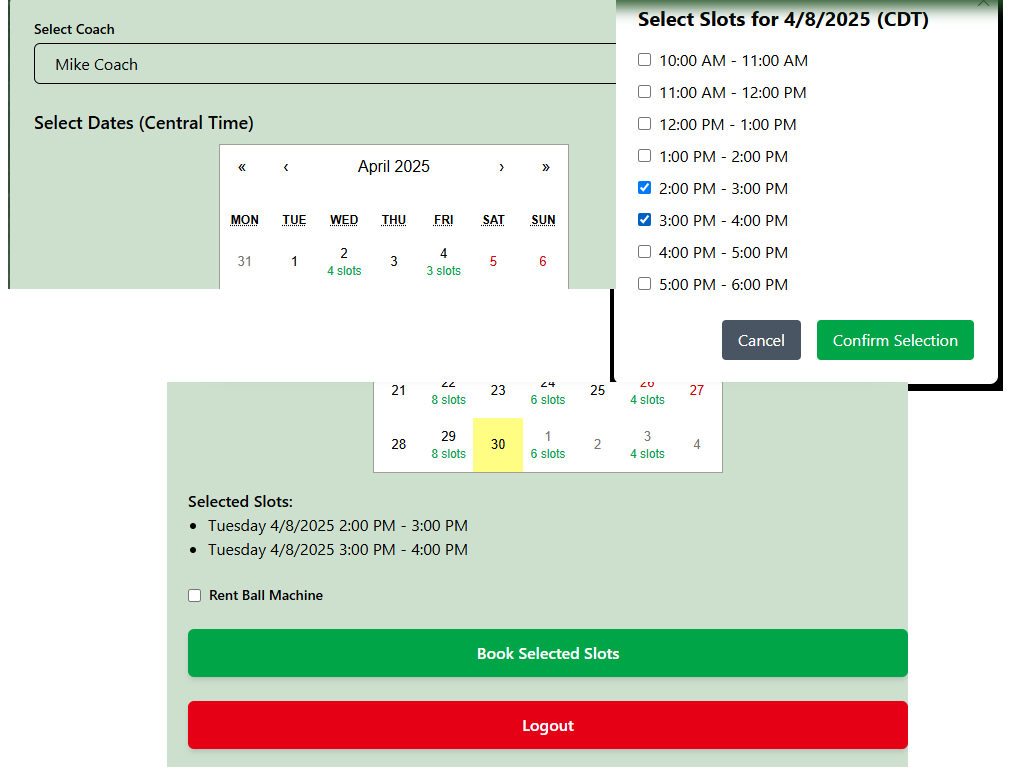 Select Coach
Mike Coach
Select Dates (Central Time)
« ‹ April 2025 › »
MON TUE WED THU FRI SAT SUN
31 1 2 3 4 5 6
4 slots 3 slots
Select Slots for 4/8/2025 (CDT)
10:00 AM - 11:00 AM
11:00 AM - 12:00 PM
12:00 PM - 1:00 PM
1:00 PM - 2:00 PM
2:00 PM - 3:00 PM
3:00 PM - 4:00 PM
4:00 PM - 5:00 PM
5:00 PM - 6:00 PM
Cancel Confirm Selection
21 22 23 24 25 26 27
8 slots 6 slots 4 slots
28 29 30 1 2 3 4
8 slots 6 slots 4 slots
Selected Slots:
• Tuesday 4/8/2025 2:00 PM - 3:00 PM
• Tuesday 4/8/2025 3:00 PM - 4:00 PM
Rent Ball Machine
Book Selected Slots
Logout